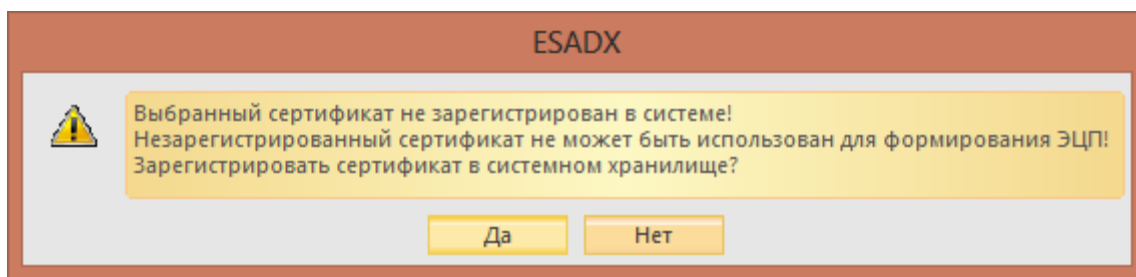 ESADX
Выбранный сертификат не зарегистрирован в системе!
Незарегистрированный сертификат не может быть использован для формирования ЭЦП!
Зарегистрировать сертификат в системном хранилище?
Да
Нет